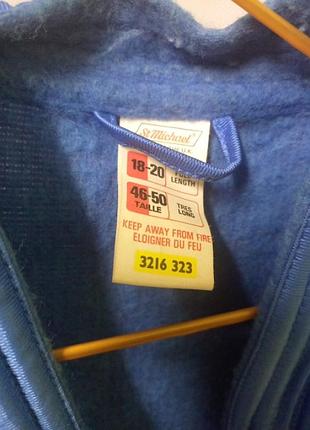 St Michael
U.K.
18-20
LENGTH
46-50
TAILLE
TRES
LONG
KEEP AWAY FROM FIRE
ELOIGNER DU FEU
3216 323